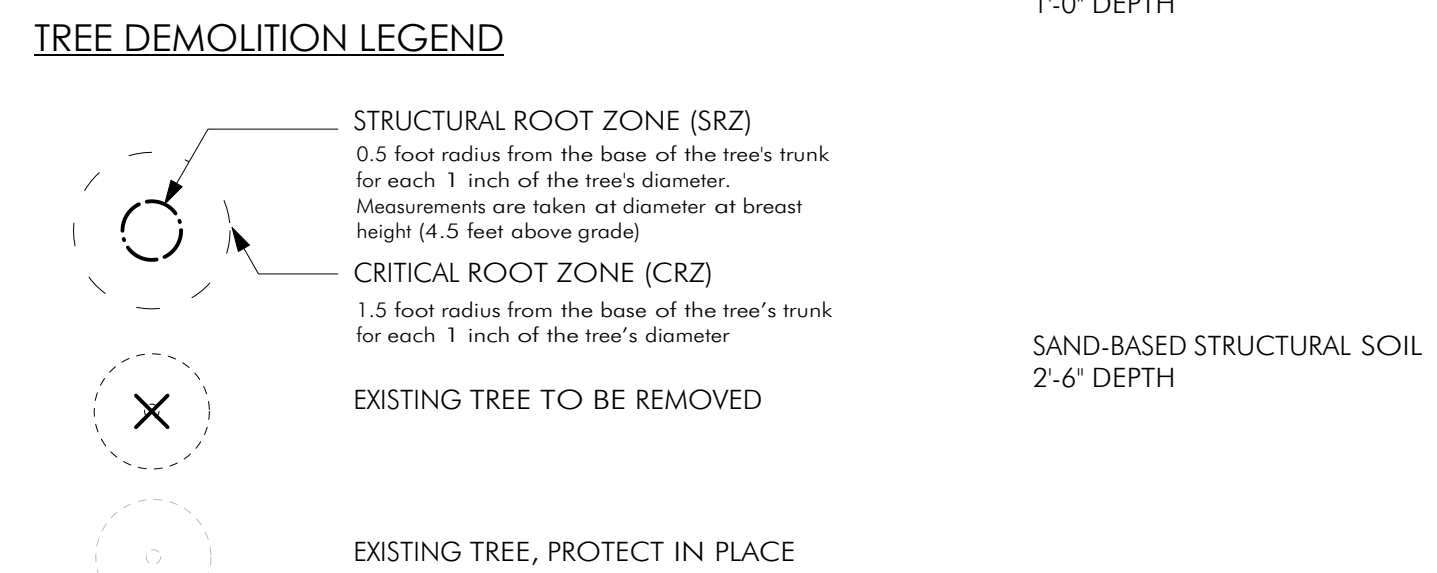 1'-0" DEPTH
TREE DEMOLITION LEGEND
STRUCTURAL ROOT ZONE (SRZ)
0.5 foot radius from the base of the tree's trunk
for each 1 inch of the tree's diameter.
Measurements are taken at diameter at breast
height (4.5 feet above grade)
CRITICAL ROOT ZONE (CRZ)
1.5 foot radius from the base of the tree’s trunk
for each 1 inch of the tree’s diameter
EXISTING TREE TO BE REMOVED
EXISTING TREE, PROTECT IN PLACE
SAND-BASED STRUCTURAL SOIL
2'-6" DEPTH